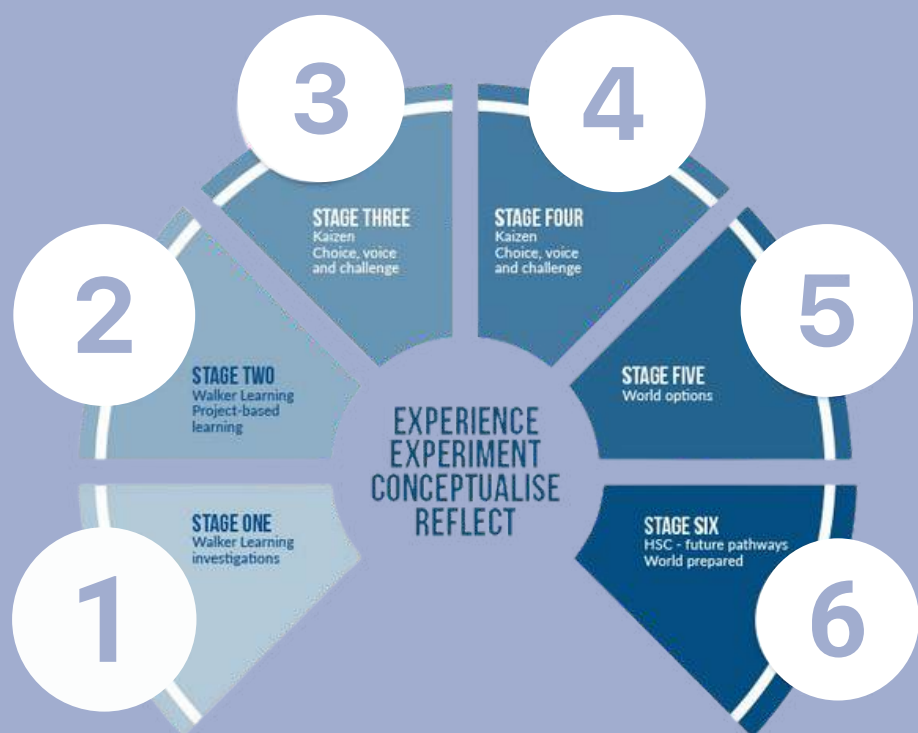 1
STAGE ONE
Walker Learning
investigations
2
STAGE TWO
Walker Learning
Project-based
learning
3
STAGE THREE
Kaizen
Choice, voice
and challenge
4
STAGE FOUR
Kaizen
Choice, voice
and challenge
5
STAGE FIVE
World options
6
STAGE SIX
HSC - future pathways
World prepared
EXPERIENCE
EXPERIMENT
CONCEPTUALISE
REFLECT